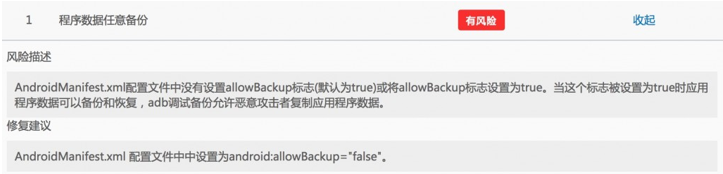 1 程序数据任意备份 有风险 收起
风险描述
AndroidManifest.xml配置文件中没有设置allowBackup标志(默认为true)或将allowBackup标志设置为true。当这个标志被设置为true时应用
程序数据可以备份和恢复，adb调试备份允许恶意攻击者复制应用程序数据。
修复建议
AndroidManifest.xml 配置文件中中设置为android:allowBackup="false"。